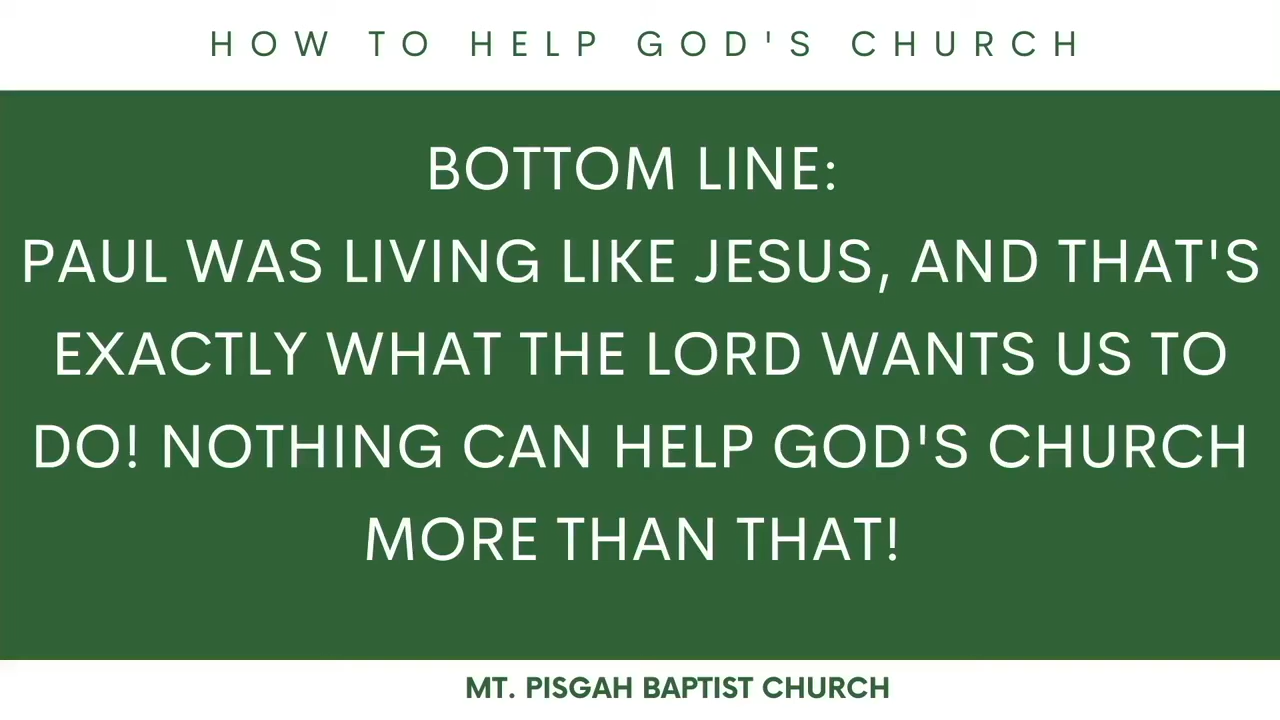 HOW TO HELP GOD'S CHURCH
BOTTOM LINE:
PAUL WAS LIVING LIKE JESUS, AND THAT'S
EXACTLY WHAT THE LORD WANTS US TO
DO! NOTHING CAN HELP GOD'S CHURCH
MORE THAN THAT!
MT. PISGAH BAPTIST CHURCH